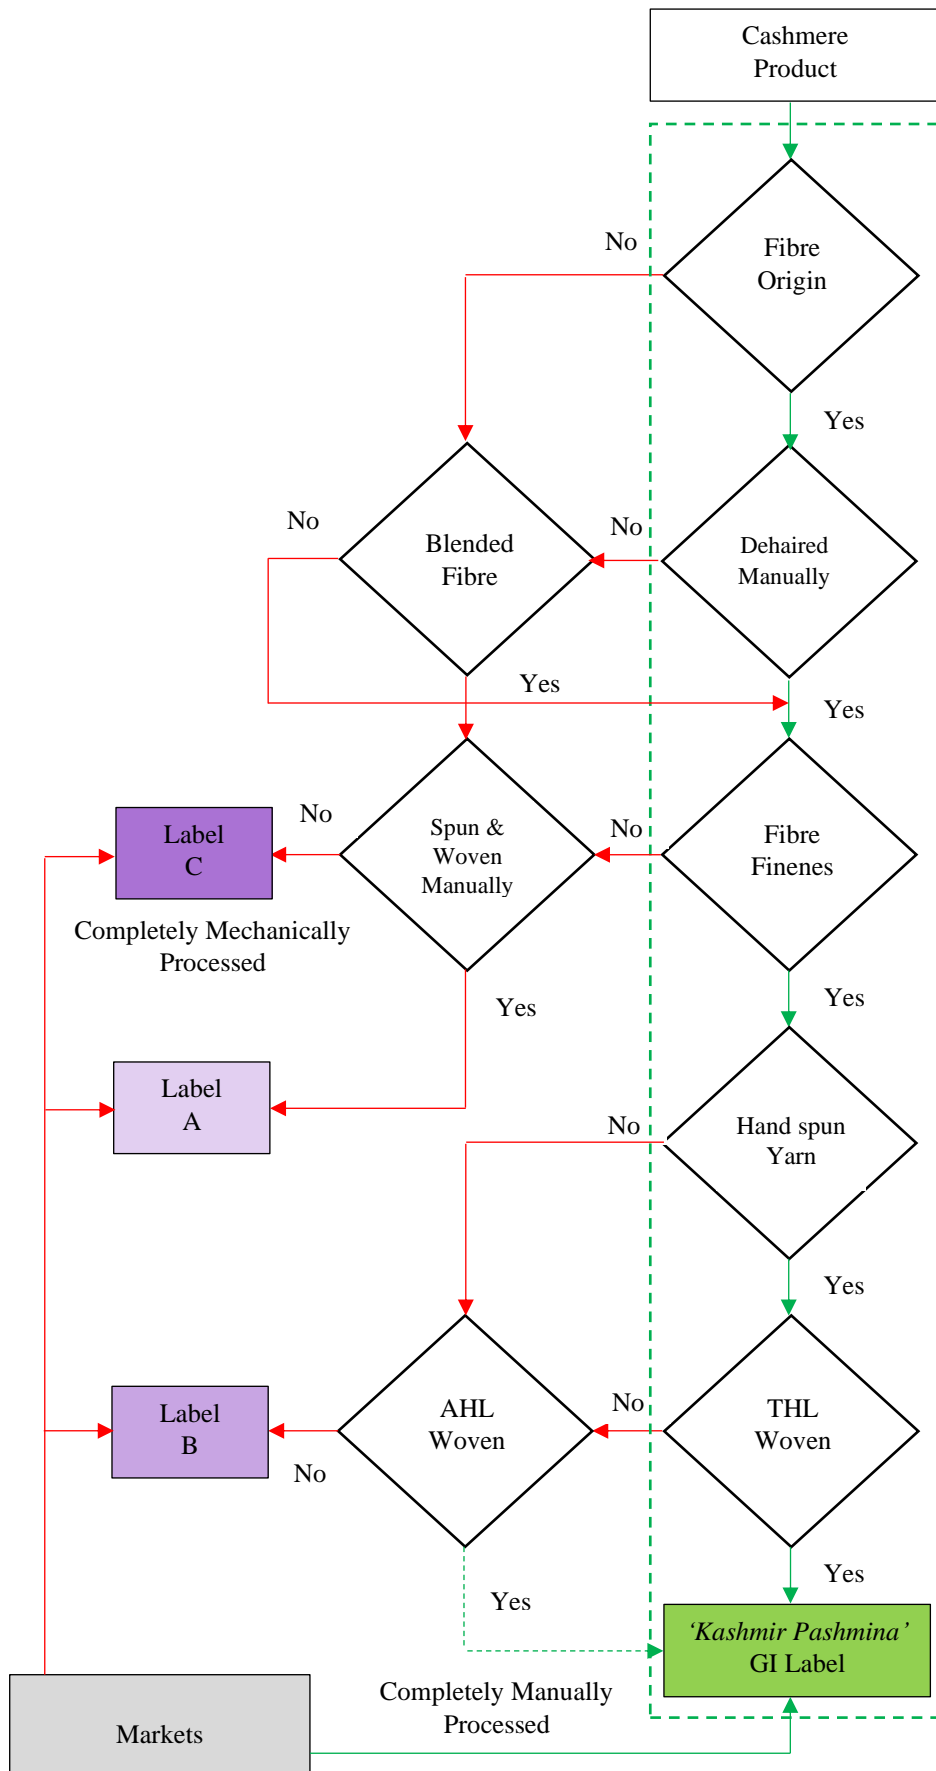 Cashmere
Product
No
Fibre
Origin
Yes
No
Blended
Fibre
No
Dehaired
Manually
Yes
Yes
Label
C
No
Spun &
Woven
Manually
No
Fibre
Finenes
Completely Mechanically
Processed
Yes
Yes
Label
A
No
Hand spun
Yarn
Yes
Label
B
No
AHL
Woven
No
THL
Woven
Yes
Yes
‘Kashmir Pashmina’
GI Label
Completely Manually
Processed
Markets